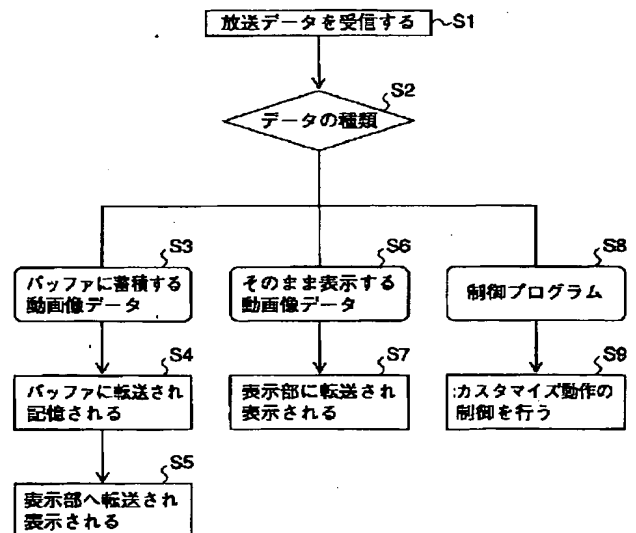 放送データを受信する
S1
S2
データの種類
S3
バッファに蓄積する
動画像データ
S6
そのまま表示する
動画像データ
S8
制御プログラム
S4
バッファに転送され
記憶される
S7
表示部に転送され
表示される
S9
:カスタマイズ動作の
制御を行う
S5
表示部へ転送され
表示される